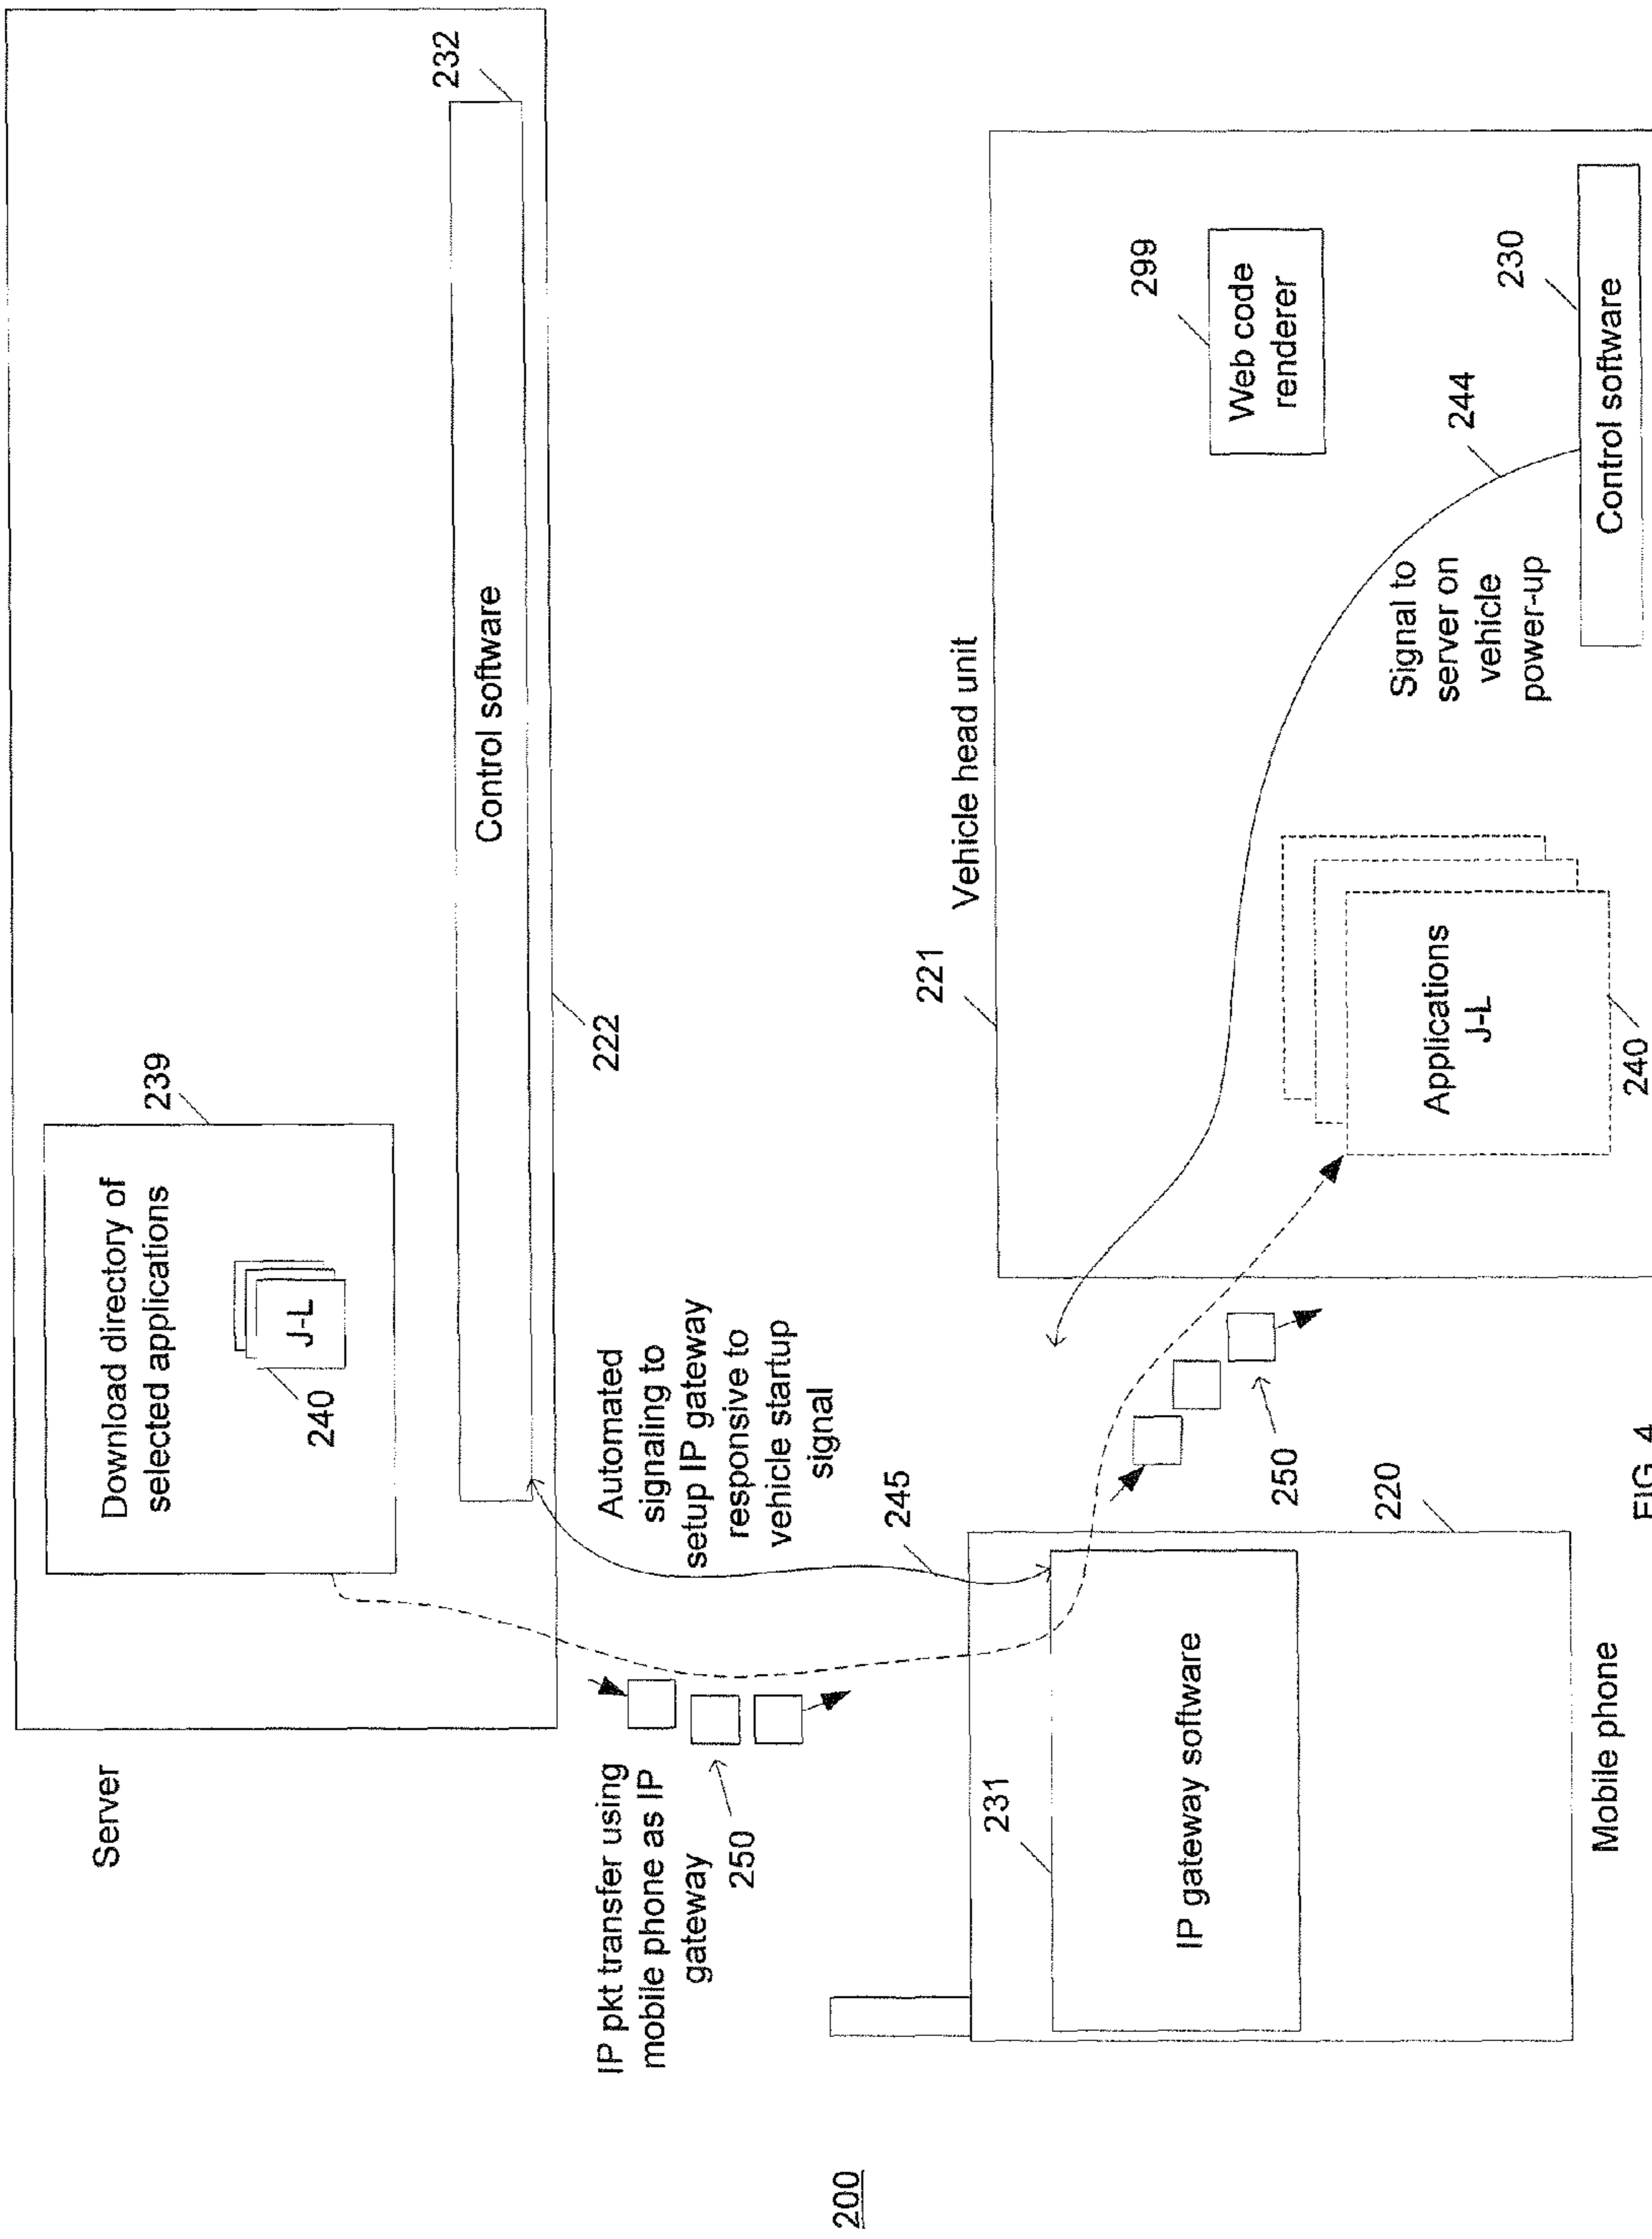 200
Server
Download directory of
selected applications
239
J-L
240
Control software
232
222
IP pkt transfer using
mobile phone as IP
gateway
250
Automated
signaling to
setup IP gateway
responsive to
vehicle startup
signal
245
231
IP gateway software
220
Mobile phone
250
221
Vehicle head unit
Applications
J-L
240
Signal to
server on
vehicle
power-up
244
299
Web code
renderer
230
Control software
FIG. 4